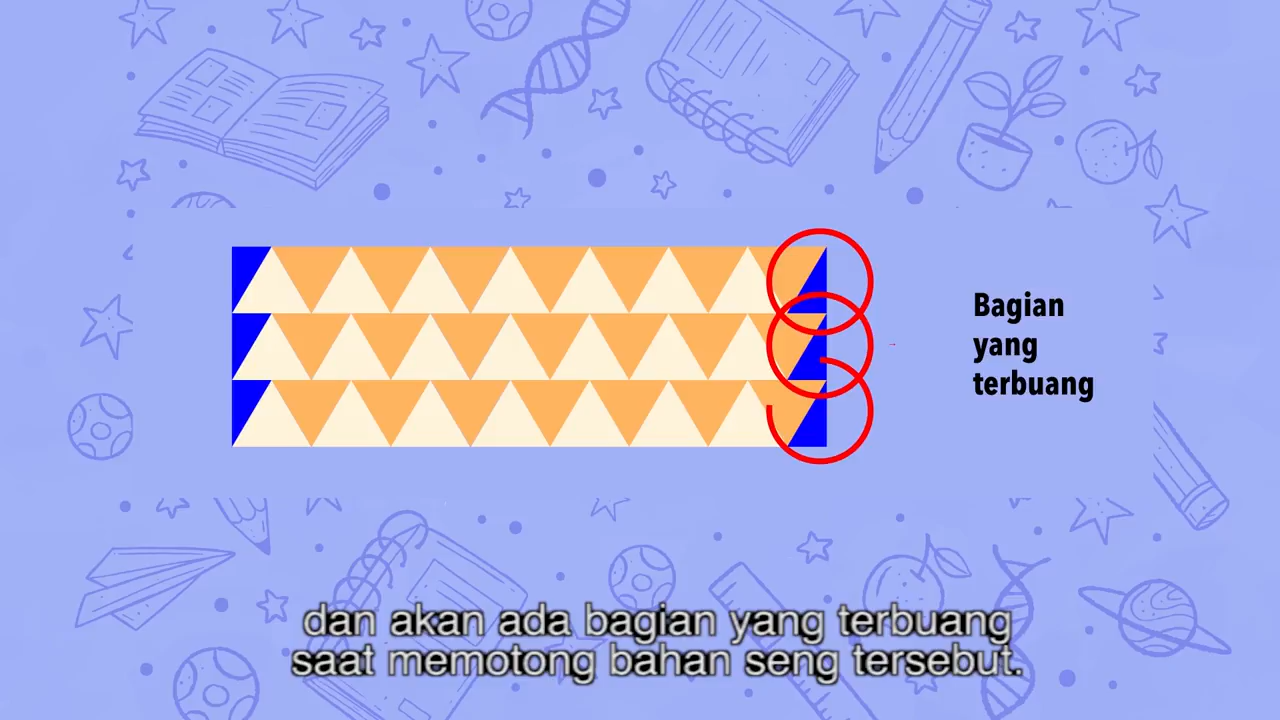 Bagian
yang
terbuang
dan akan ada bagian yang terbuang
saat memotong bahan seng tersebut.